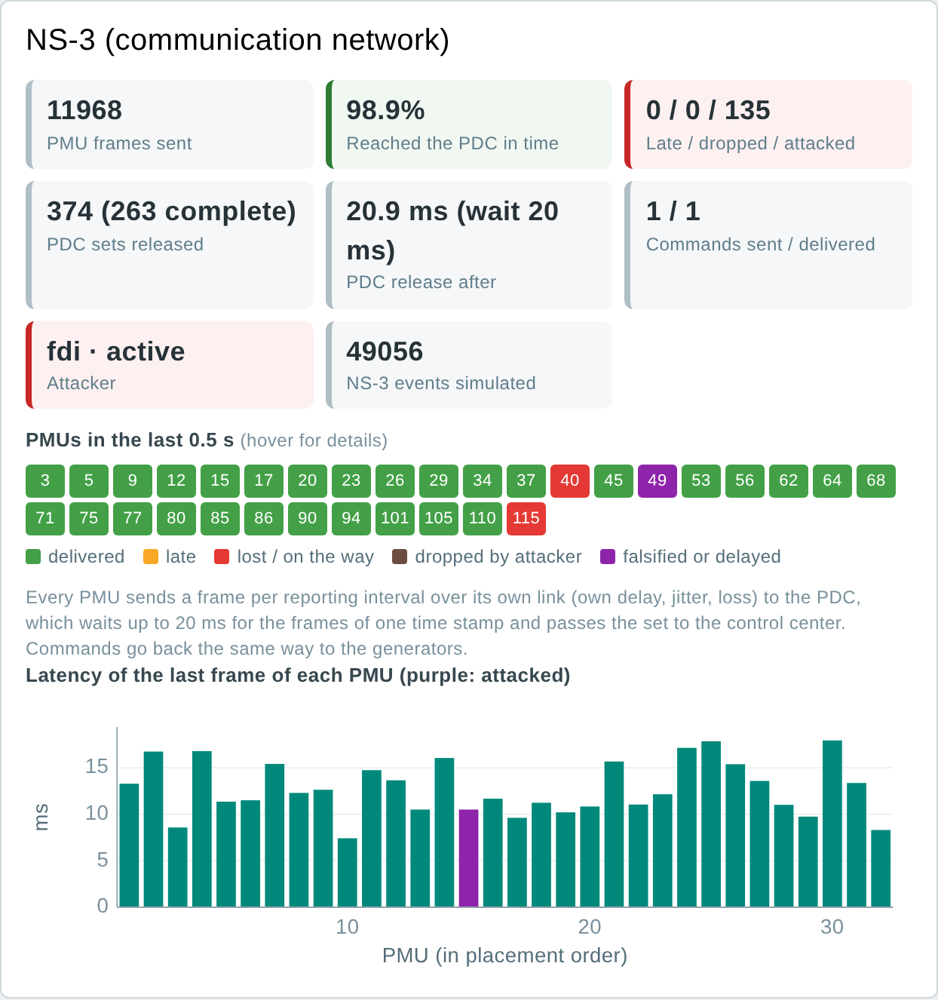 NS-3 (communication network)
11968
PMU frames sent
98.9%
Reached the PDC in time
0 / 0 / 135
Late / dropped / attacked
374 (263 complete)
PDC sets released
20.9 ms (wait 20
ms)
PDC release after
1 / 1
Commands sent / delivered
fdi · active
Attacker
49056
NS-3 events simulated
PMUs in the last 0.5 s (hover for details)
3 5 9 12 15 17 20 23 26 29 34 37 40 45 49 53 56 62 64 68
71 75 77 80 85 86 90 94 101 105 110 115
delivered late lost / on the way dropped by attacker falsified or delayed
Every PMU sends a frame per reporting interval over its own link (own delay, jitter, loss) to the PDC,
which waits up to 20 ms for the frames of one time stamp and passes the set to the control center.
Commands go back the same way to the generators.
Latency of the last frame of each PMU (purple: attacked)
15
10
5
0
ms
10 20 30
PMU (in placement order)